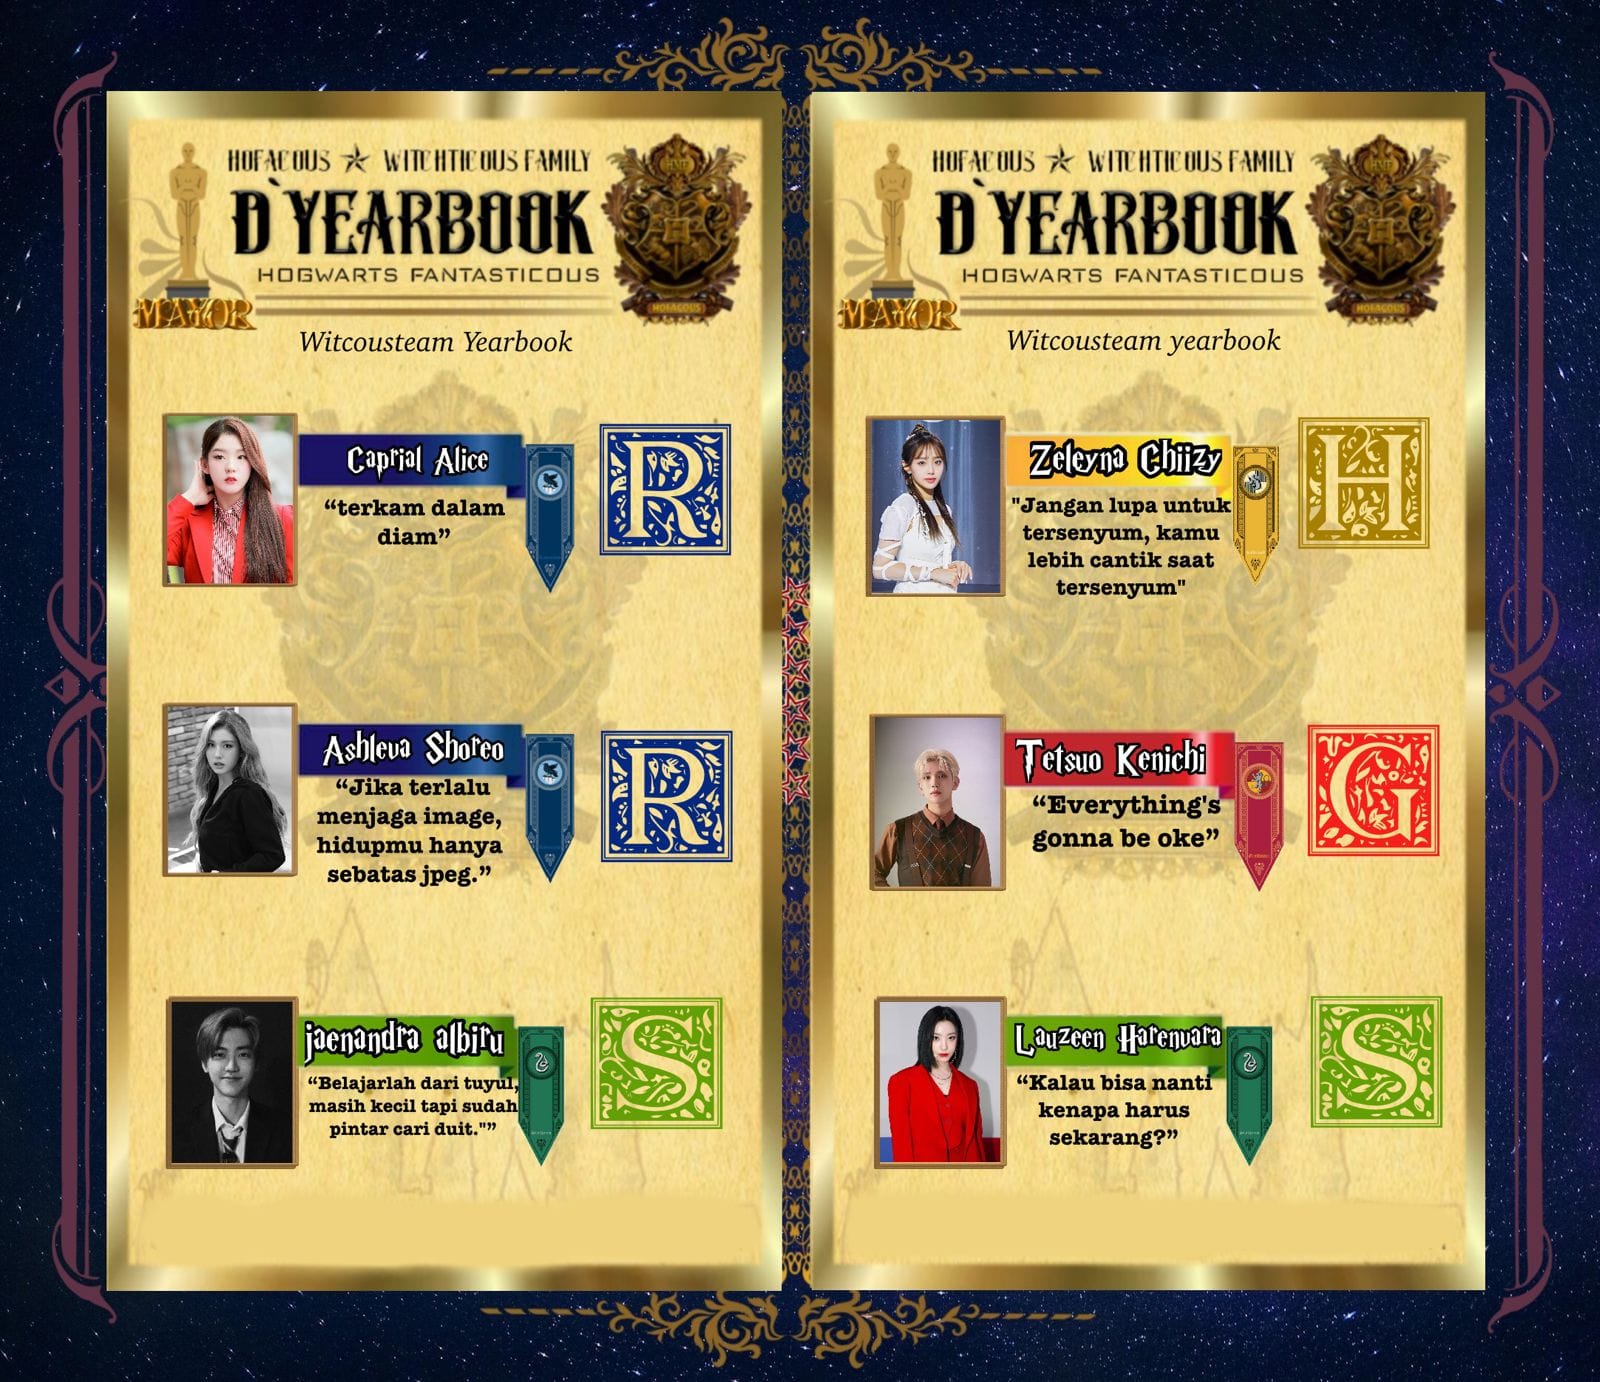 HOFACOUS ★ WITCHTICOUS FAMILY
D`YEARBOOK
HOGWARTS FANTASTICOUS
MAYOR
HOFACOUS
Witcousteam Yearbook
Caprial Alice
“terkam dalam
diam”
R
Ashleva Shoreo
“Jika terlalu
menjaga image,
hidupmu hanya
sebatas jpeg.”
R
jaenandra albiru
“Belajarlah dari tuyul,
masih kecil tapi sudah
pintar cari duit."”
S
HOFACOUS ★ WITCHTICOUS FAMILY
D`YEARBOOK
HOGWARTS FANTASTICOUS
MAYOR
HOFACOUS
Witcousteam yearbook
Zeleyna Chiizy
"Jangan lupa untuk
tersenyum, kamu
lebih cantik saat
tersenyum"
H
Tetsuo Kenichi
“Everything's
gonna be oke”
G
Lauzeen Harenvara
“Kalau bisa nanti
kenapa harus
sekarang?”
S